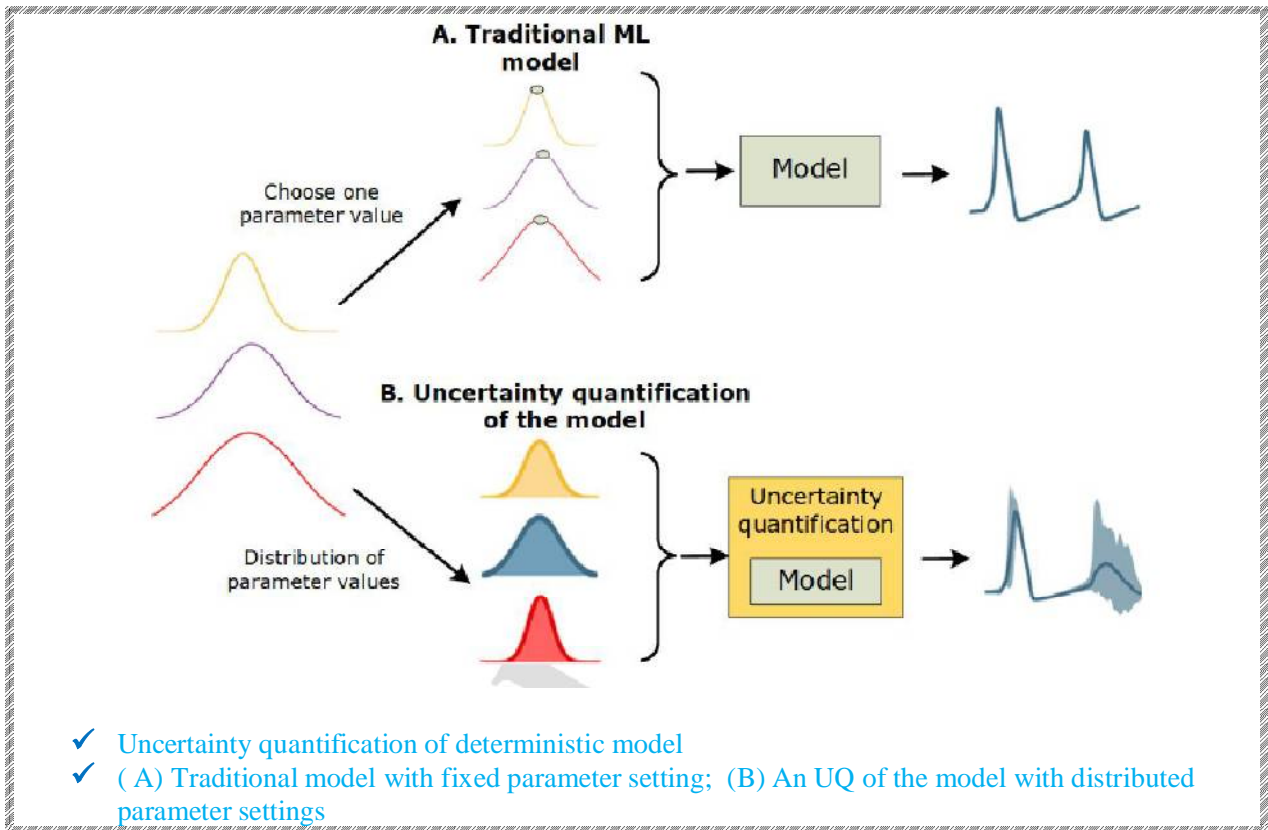 A. Traditional ML
model
Choose one
parameter value
Model
B. Uncertainty quantification
of the model
Distribution of
parameter values
Uncertainty
quantification
Model
✓ Uncertainty quantification of deterministic model
✓ ( A) Traditional model with fixed parameter setting; (B) An UQ of the model with distributed
parameter settings